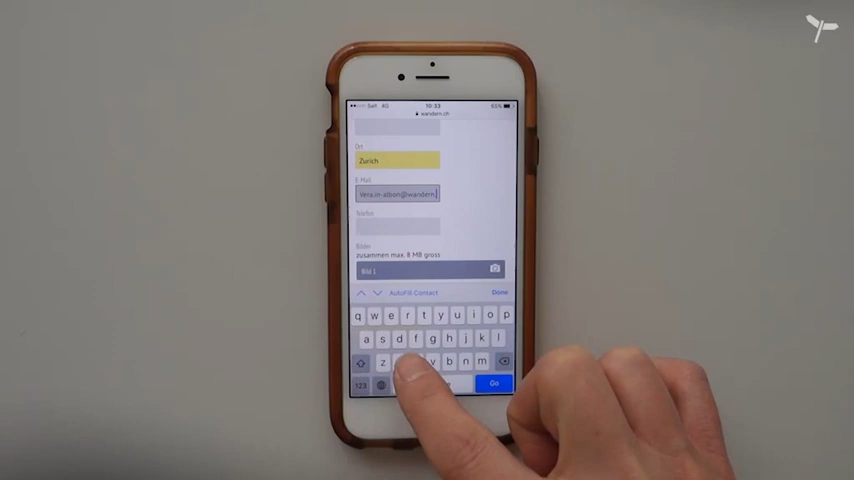 Salt 4G 10:33 65%
wandern.ch
Ort
Zurich
E-Mail
Vera.in-albon@wandern.
Telefon
Bilder
zusammen max. 8 MB gross
Bild 1
AutoFill Contact Done
q w e r t y u i o p
a s d f g h j k l
z v b n m
123 Go